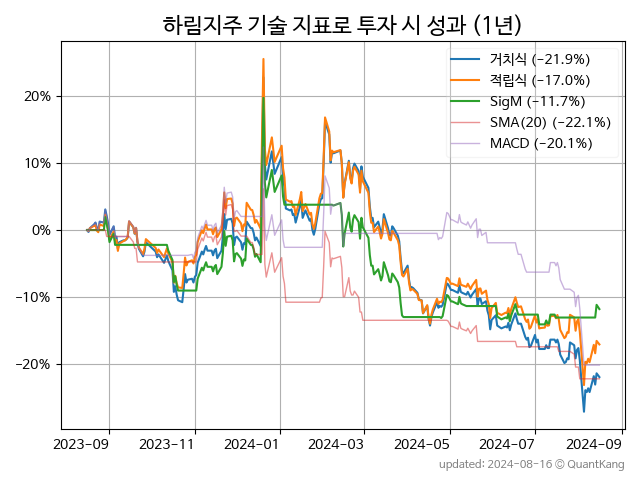 하림지주 기술 지표로 투자 시 성과 (1년)
거치식 (−21.9%)
적립식 (−17.0%)
SigM (−11.7%)
SMA(20) (−22.1%)
MACD (−20.1%)
20%
10%
0%
−10%
−20%
2023-09 2023-11 2024-01 2024-03 2024-05 2024-07 2024-09
updated: 2024-08-16 © QuantKang